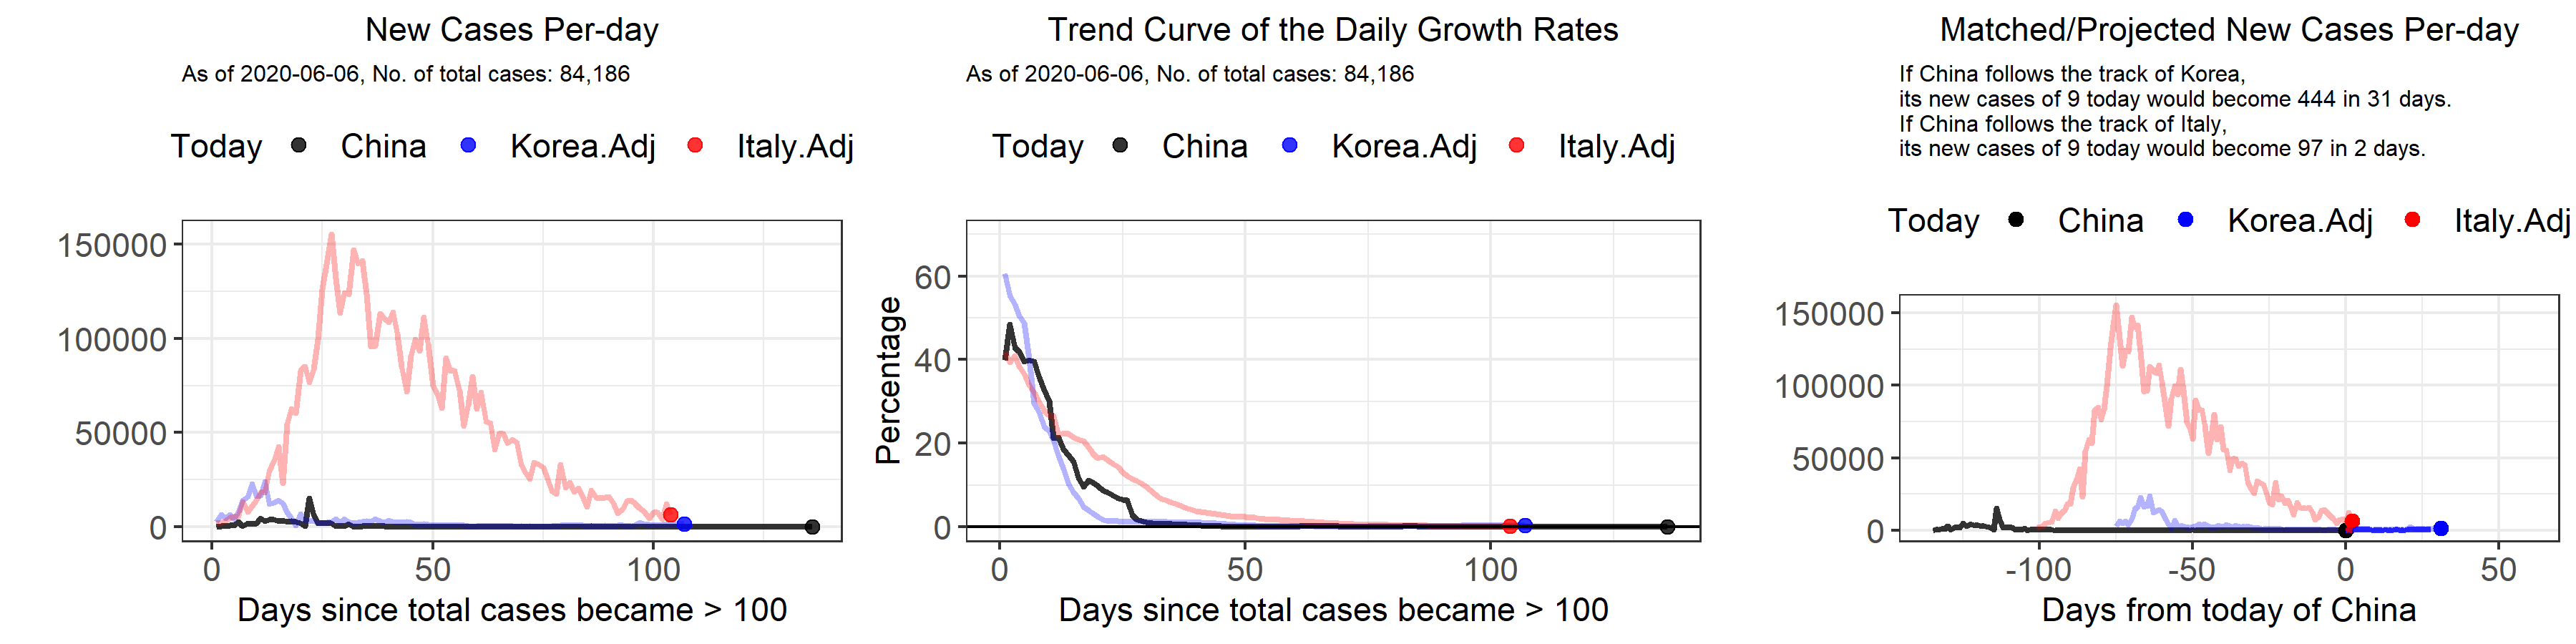 New Cases Per-day
As of 2020-06-06, No. of total cases: 84,186
Today China Korea.Adj Italy.Adj
150000
100000
50000
0
0 50 100
Days since total cases became > 100
Trend Curve of the Daily Growth Rates
As of 2020-06-06, No. of total cases: 84,186
Today China Korea.Adj Italy.Adj
Percentage
60
40
20
0
0 50 100
Days since total cases became > 100
Matched/Projected New Cases Per-day
If China follows the track of Korea,
its new cases of 9 today would become 444 in 31 days.
If China follows the track of Italy,
its new cases of 9 today would become 97 in 2 days.
Today China Korea.Adj Italy.Adj
150000
100000
50000
0
-100 -50 0 50
Days from today of China